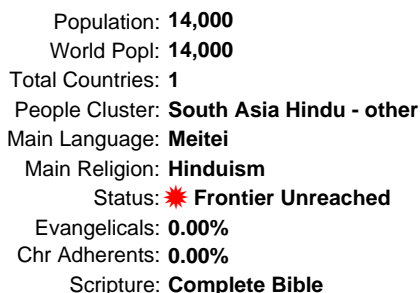 Population: 14,000
World Popl: 14,000
Total Countries: 1
People Cluster: South Asia Hindu - other
Main Language: Meitei
Main Religion: Hinduism
Status: Frontier Unreached
Evangelicals: 0.00%
Chr Adherents: 0.00%
Scripture: Complete Bible